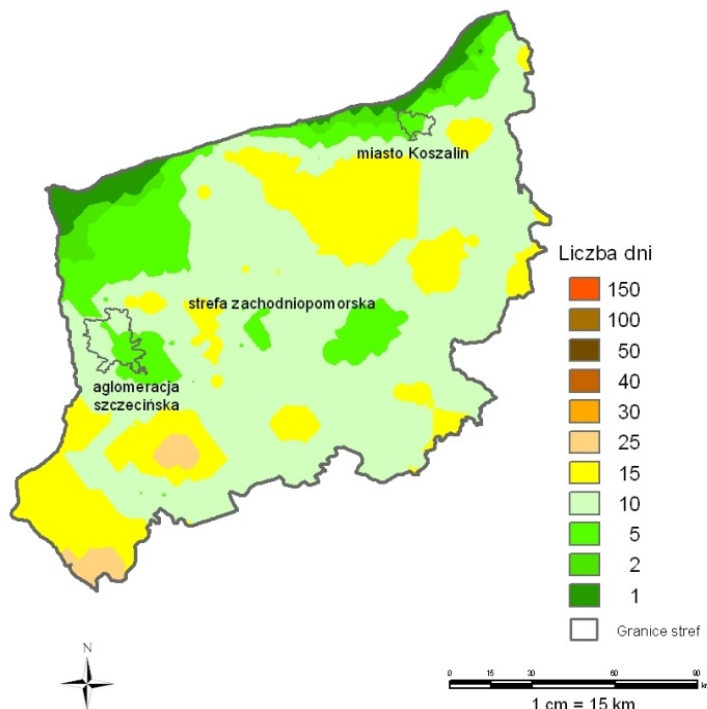 miasto Koszalin
strefa zachodniopomorska
aglomeracja
szczecińska
Liczba dni
150
100
50
40
30
25
15
10
5
2
1
Granice stref
N
0 15 30 60 90
km
1 cm = 15 km